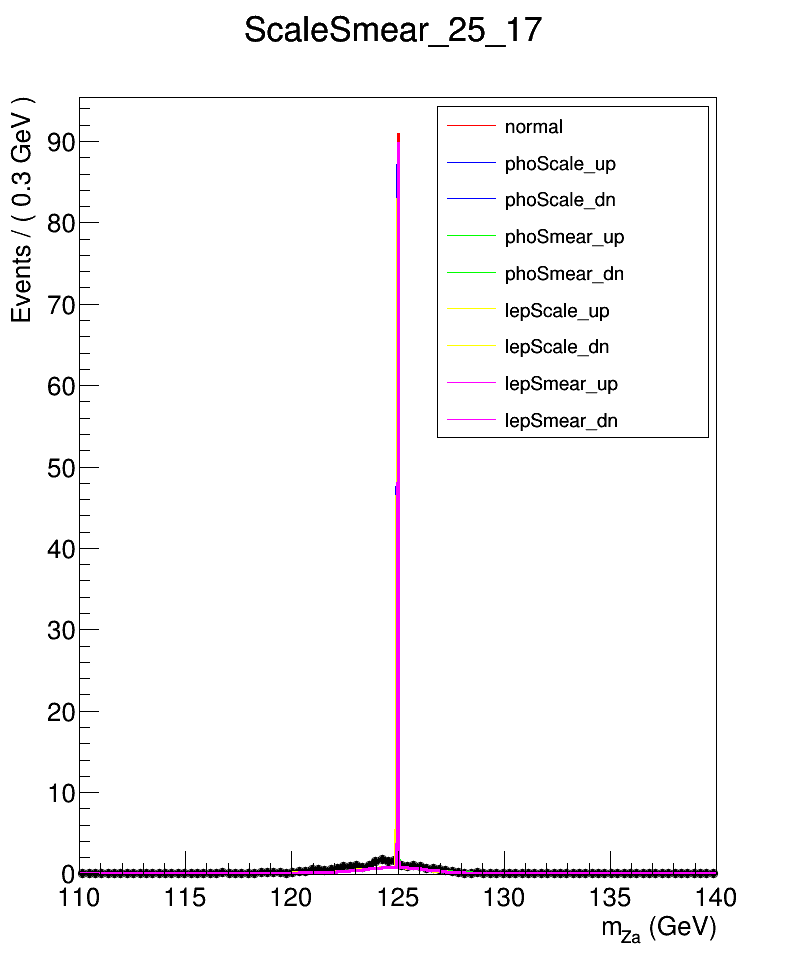 ScaleSmear_25_17
Events / ( 0.3 GeV )
90
80
70
60
50
40
30
20
10
0
normal
phoScale_up
phoScale_dn
phoSmear_up
phoSmear_dn
lepScale_up
lepScale_dn
lepSmear_up
lepSmear_dn
110 115 120 125 130 135 140
m_Za (GeV)